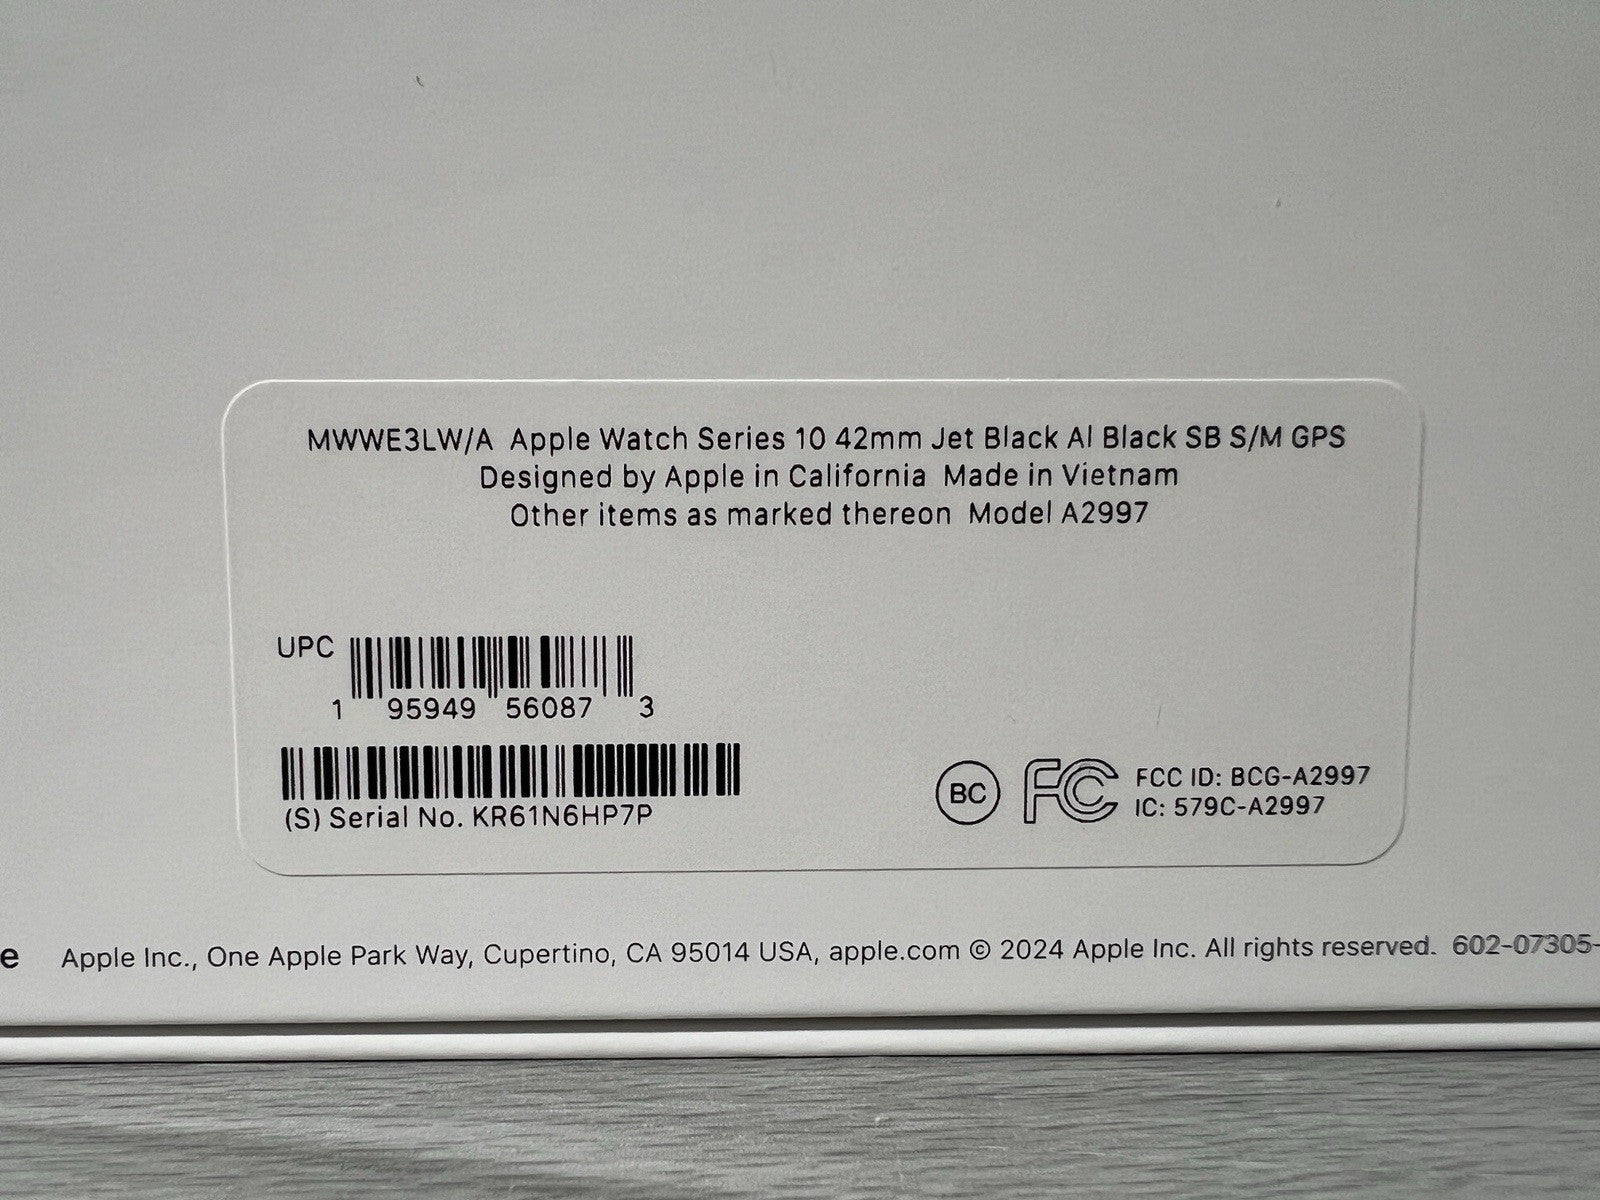 MWWE3LW/A Apple Watch Series 10 42mm Jet Black Al Black SB S/M GPS
Designed by Apple in California Made in Vietnam
Other items as marked thereon Model A2997
UPC
1 95949 56087 3
(S) Serial No. KR61N6HP7P
BC FC FCC ID: BCG-A2997
IC: 579C-A2997
e Apple Inc., One Apple Park Way, Cupertino, CA 95014 USA, apple.com © 2024 Apple Inc. All rights reserved. 602-07305-